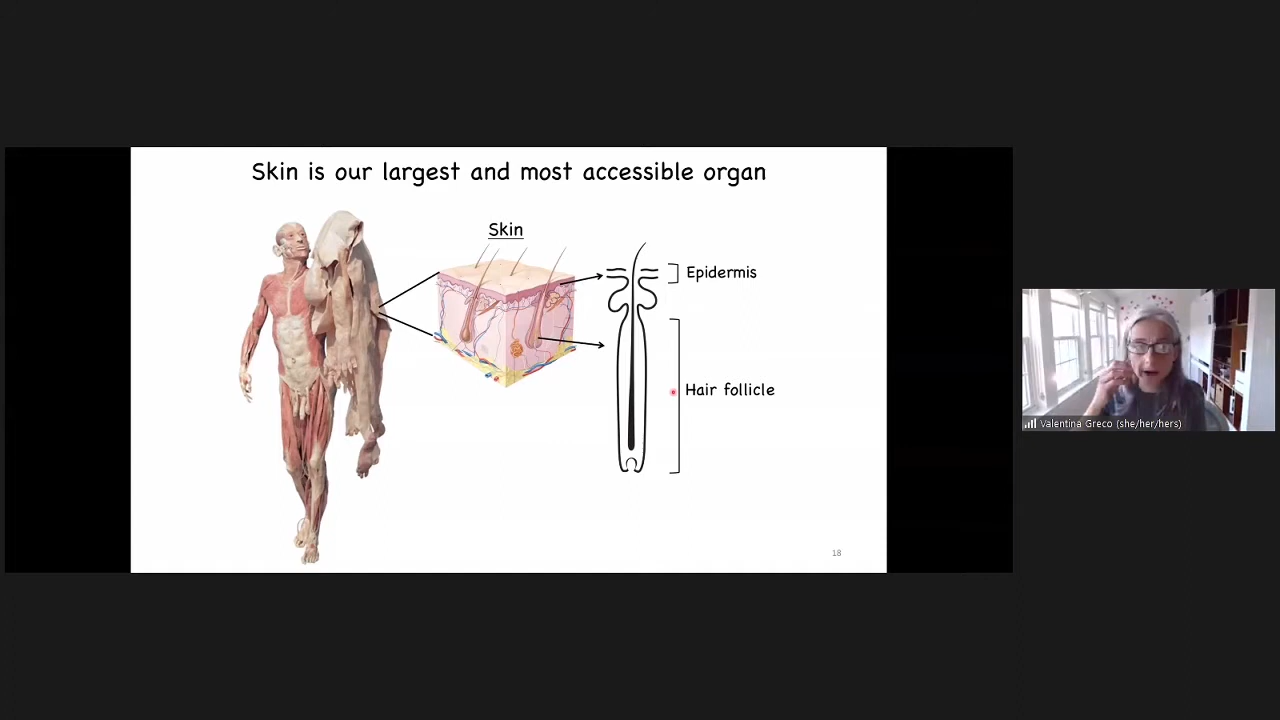 Skin is our largest and most accessible organ
Skin
Epidermis
Hair follicle
18
Valentina Greco (she/her/hers)